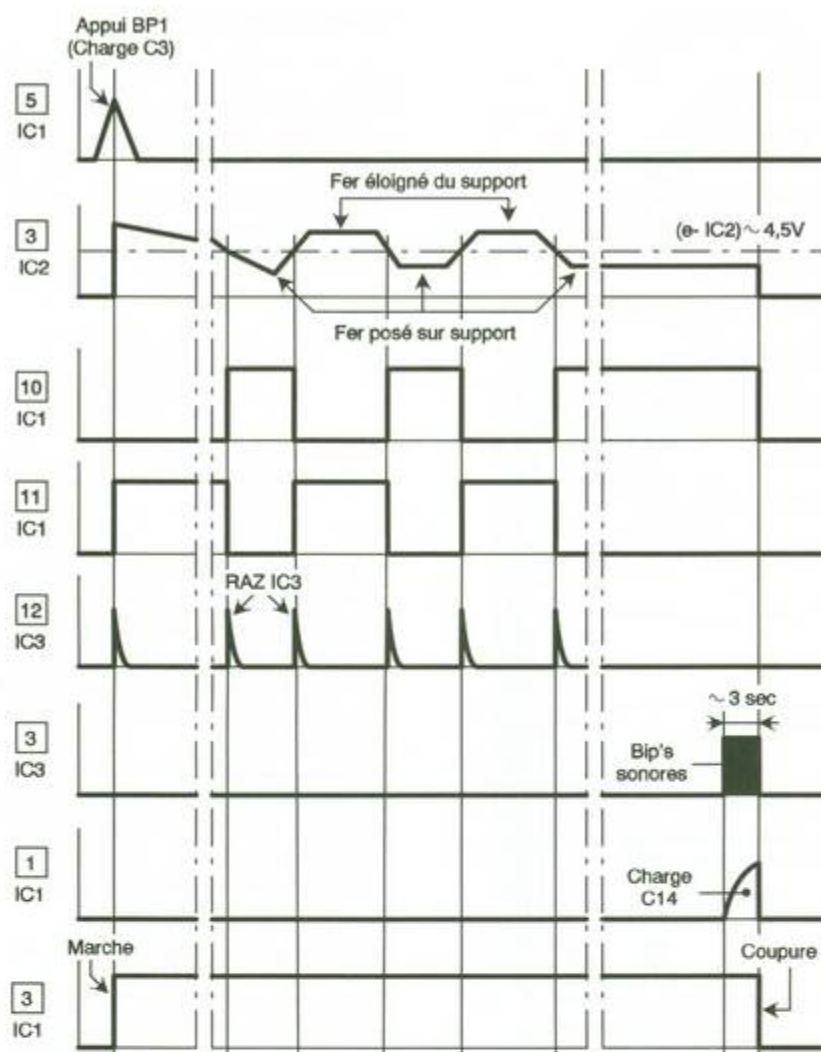 Appui BP1
(Charge C3)
5
IC1
Fer éloigné du support
3
IC2
(e- IC2) ~ 4,5V
Fer posé sur support
10
IC1
11
IC1
RAZ IC3
12
IC3
~ 3 sec
3
IC3
Bip's
sonores
1
IC1
Charge
C14
Marche
Coupure
3
IC1